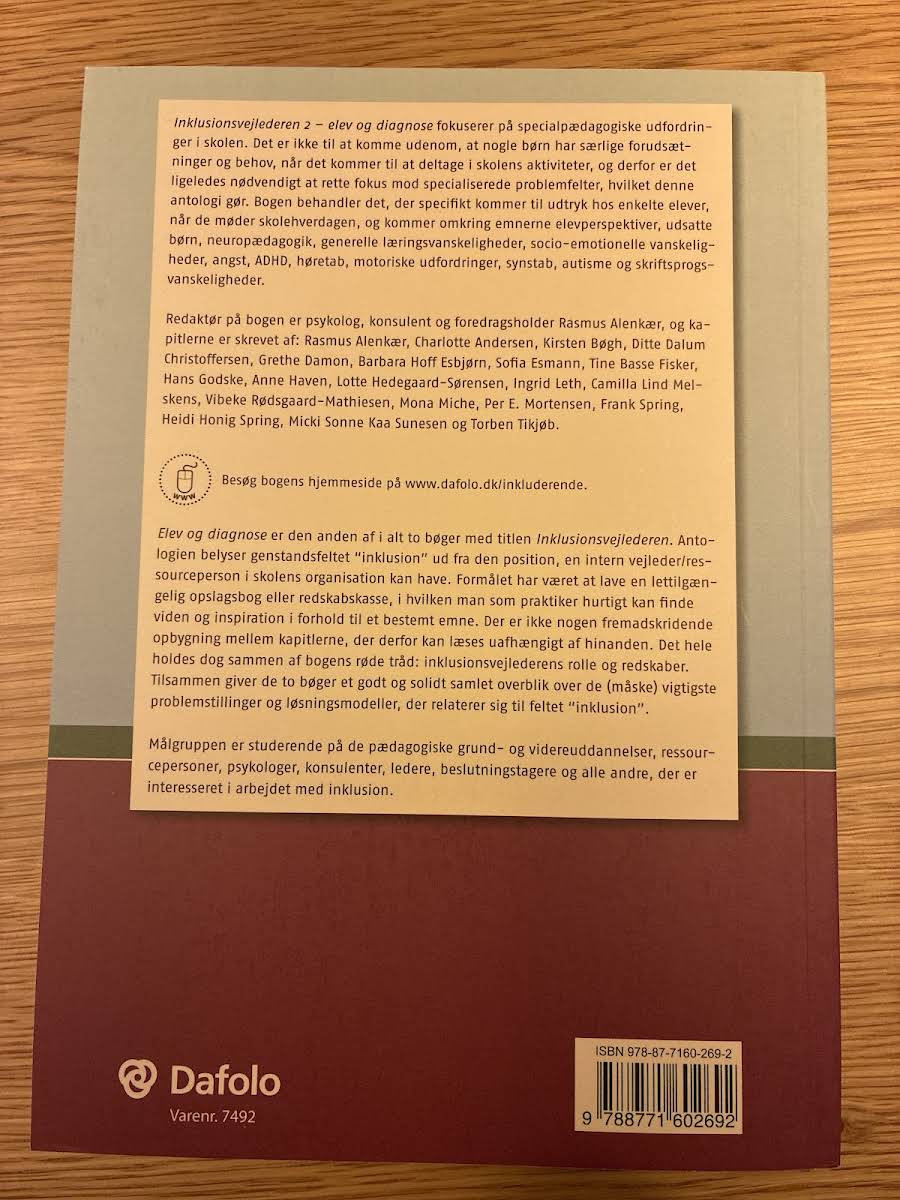 Inklusionsvejlederen 2 – elev og diagnose fokuserer på specialpædagogiske udfordrin-
ger i skolen. Det er ikke til at komme udenom, at nogle børn har særlige forudsæt-
ninger og behov, når det kommer til at deltage i skolens aktiviteter, og derfor er det
ligeledes nødvendigt at rette fokus mod specialiserede problemfelter, hvilket denne
antologi gør. Bogen behandler det, der specifikt kommer til udtryk hos enkelte elever,
når de møder skolehverdagen, og kommer omkring emnerne elevperspektiver, udsatte
børn, neuropædagogik, generelle læringsvanskeligheder, socio-emotionelle vanskelig-
heder, angst, ADHD, høretab, motoriske udfordringer, synstab, autisme og skriftsprogs-
vanskeligheder.
Redaktør på bogen er psykolog, konsulent og foredragsholder Rasmus Alenkær, og ka-
pitlerne er skrevet af: Rasmus Alenkær, Charlotte Andersen, Kirsten Bøgh, Ditte Dalum
Christoffersen, Grethe Damon, Barbara Hoff Esbjørn, Sofia Esmann, Tine Basse Fisker,
Hans Godske, Anne Haven, Lotte Hedegaard-Sørensen, Ingrid Leth, Camilla Lind Mel-
skens, Vibeke Rødsgaard-Mathiesen, Mona Miche, Per E. Mortensen, Frank Spring,
Heidi Honig Spring, Micki Sonne Kaa Sunesen og Torben Tikjøb.
www
Besøg bogens hjemmeside på www.dafolo.dk/inkluderende.
Elev og diagnose er den anden af i alt to bøger med titlen Inklusionsvejlederen. Anto-
logien belyser genstandsfeltet “inklusion” ud fra den position, en intern vejleder/res-
sourceperson i skolens organisation kan have. Formålet har været at lave en lettilgæn-
gelig opslagsbog eller redskabskasse, i hvilken man som praktiker hurtigt kan finde
viden og inspiration i forhold til et bestemt emne. Der er ikke nogen fremadskridende
opbygning mellem kapitlerne, der derfor kan læses uafhængigt af hinanden. Det hele
holdes dog sammen af bogens røde tråd: inklusionsvejlederens rolle og redskaber.
Tilsammen giver de to bøger et godt og solidt samlet overblik over de (måske) vigtigste
problemstillinger og løsningsmodeller, der relaterer sig til feltet “inklusion”.
Målgruppen er studerende på de pædagogiske grund- og videreuddannelser, ressour-
cepersoner, psykologer, konsulenter, ledere, beslutningstagere og alle andre, der er
interesseret i arbejdet med inklusion.
Dafolo
Varenr. 7492
ISBN 978-87-7160-269-2
9 788771 602692